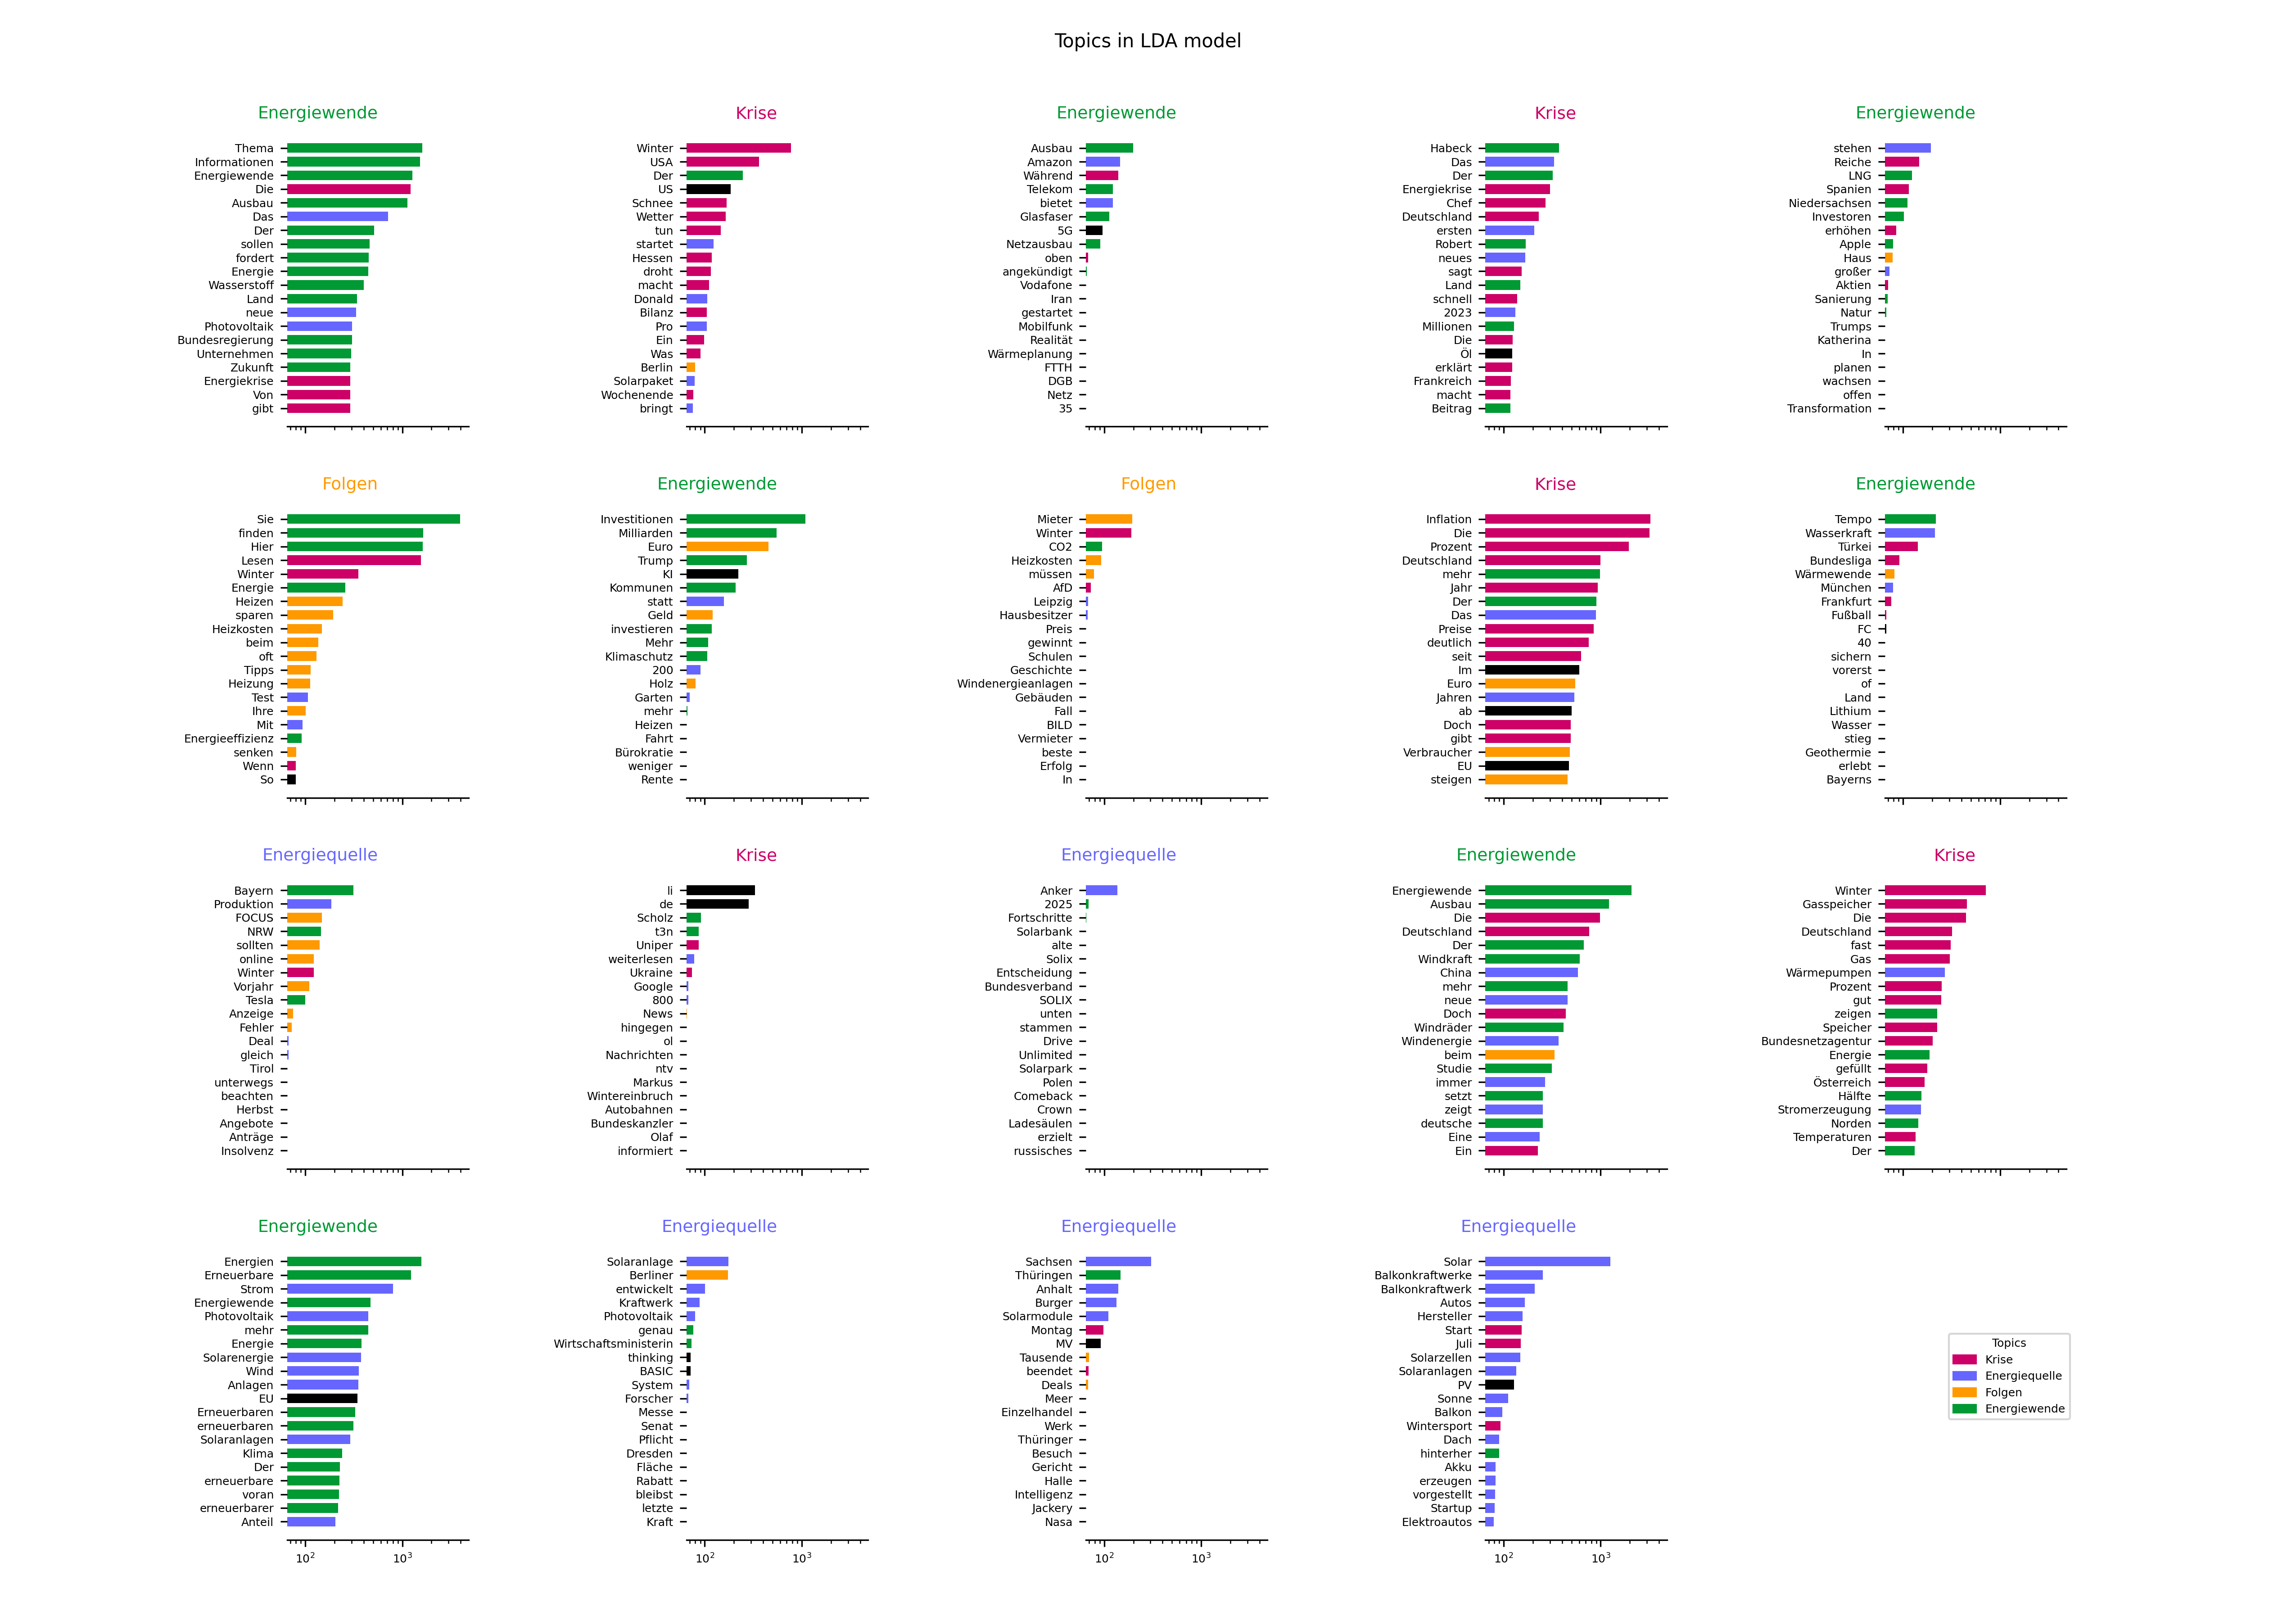 Topics in LDA model
Energiewende
Thema
Informationen
Energiewende
Die
Ausbau
Das
Der
sollen
fordert
Energie
Wasserstoff
Land
neue
Photovoltaik
Bundesregierung
Unternehmen
Zukunft
Energiekrise
Von
gibt
Krise
Winter
USA
Der
US
Schnee
Wetter
tun
startet
Hessen
droht
macht
Donald
Bilanz
Pro
Ein
Was
Berlin
Solarpaket
Wochenende
bringt
Energiewende
Ausbau
Amazon
Während
Telekom
bietet
Glasfaser
5G
Netzausbau
oben
angekündigt
Vodafone
Iran
gestartet
Mobilfunk
Realität
Wärmeplanung
FTTH
DGB
Netz
35
Krise
Habeck
Das
Der
Energiekrise
Chef
Deutschland
ersten
Robert
neues
sagt
Land
schnell
2023
Millionen
Die
Öl
erklärt
Frankreich
macht
Beitrag
Energiewende
stehen
Reiche
LNG
Spanien
Niedersachsen
Investoren
erhöhen
Apple
Haus
großer
Aktien
Sanierung
Natur
Trumps
Katherina
In
planen
wachsen
offen
Transformation
Folgen
Sie
finden
Hier
Lesen
Winter
Energie
Heizen
sparen
Heizkosten
beim
oft
Tipps
Heizung
Test
Ihre
Mit
Energieeffizienz
senken
Wenn
So
Energiewende
Investitionen
Milliarden
Euro
Trump
KI
Kommunen
statt
Geld
investieren
Mehr
Klimaschutz
200
Holz
Garten
mehr
Heizen
Fahrt
Bürokratie
weniger
Rente
Folgen
Mieter
Winter
CO2
Heizkosten
müssen
AfD
Leipzig
Hausbesitzer
Preis
gewinnt
Schulen
Geschichte
Windenergieanlagen
Gebäuden
Fall
BILD
Vermieter
beste
Erfolg
In
Krise
Inflation
Die
Prozent
Deutschland
mehr
Jahr
Der
Das
Preise
deutlich
seit
Im
Euro
Jahren
ab
Doch
gibt
Verbraucher
EU
steigen
Energiewende
Tempo
Wasserkraft
Türkei
Bundesliga
Wärmewende
München
Frankfurt
Fußball
FC
40
sichern
vorerst
of
Land
Lithium
Wasser
stieg
Geothermie
erlebt
Bayerns
Energiequelle
Bayern
Produktion
FOCUS
NRW
sollten
online
Winter
Vorjahr
Tesla
Anzeige
Fehler
Deal
gleich
Tirol
unterwegs
beachten
Herbst
Angebote
Anträge
Insolvenz
Krise
li
de
Scholz
t3n
Uniper
weiterlesen
Ukraine
Google
800
News
hingegen
ol
Nachrichten
ntv
Markus
Wintereinbruch
Autobahnen
Bundeskanzler
Olaf
informiert
Energiequelle
Anker
2025
Fortschritte
Solarbank
alte
Solix
Entscheidung
Bundesverband
SOLIX
unten
stammen
Drive
Unlimited
Solarpark
Polen
Comeback
Crown
Ladesäulen
erzielt
russisches
Energiewende
Energiewende
Ausbau
Die
Deutschland
Der
Windkraft
China
mehr
neue
Doch
Windräder
Windenergie
beim
Studie
immer
setzt
zeigt
deutsche
Eine
Ein
Krise
Winter
Gasspeicher
Die
Deutschland
fast
Gas
Wärmepumpen
Prozent
gut
zeigen
Speicher
Bundesnetzagentur
Energie
gefüllt
Österreich
Hälfte
Stromerzeugung
Norden
Temperaturen
Der
Energiewende
Energien
Erneuerbare
Strom
Energiewende
Photovoltaik
mehr
Energie
Solarenergie
Wind
Anlagen
EU
Erneuerbaren
erneuerbaren
Solaranlagen
Klima
Der
erneuerbare
voran
erneuerbarer
Anteil
10² 10³
Energiequelle
Solaranlage
Berliner
entwickelt
Kraftwerk
Photovoltaik
genau
Wirtschaftsministerin
thinking
BASIC
System
Forscher
Messe
Senat
Pflicht
Dresden
Fläche
Rabatt
bleibst
letzte
Kraft
10² 10³
Energiequelle
Sachsen
Thüringen
Anhalt
Burger
Solarmodule
Montag
MV
Tausende
beendet
Deals
Meer
Einzelhandel
Werk
Thüringer
Besuch
Gericht
Halle
Intelligenz
Jackery
Nasa
10² 10³
Energiequelle
Solar
Balkonkraftwerke
Balkonkraftwerk
Autos
Hersteller
Start
Juli
Solarzellen
Solaranlagen
PV
Sonne
Balkon
Wintersport
Dach
hinterher
Akku
erzeugen
vorgestellt
Startup
Elektroautos
10² 10³
Topics
Krise
Energiequelle
Folgen
Energiewende